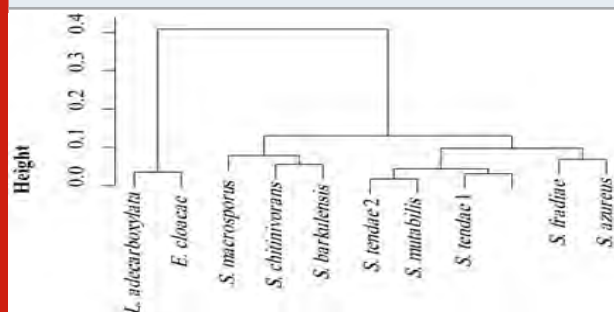 Height
0.4
0.3
0.2
0.1
0.0
L. adecarboxylata
E. cloacae
S. macrosporus
S. chitinivorans
S. barkulensis
S. tendae 2
S. mutabilis
S. tendae 1
S. fradiae
S. azureus